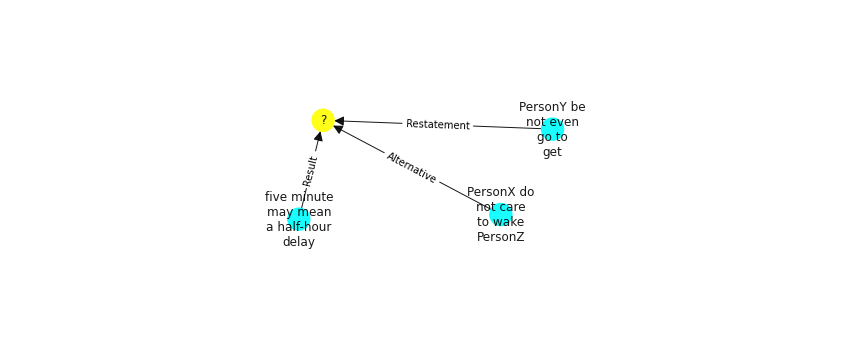 ?
Restatement
PersonY be
not even
go to
get
Alternative
Result
PersonX do
not care
to wake
PersonZ
five minute
may mean
a half-hour
delay